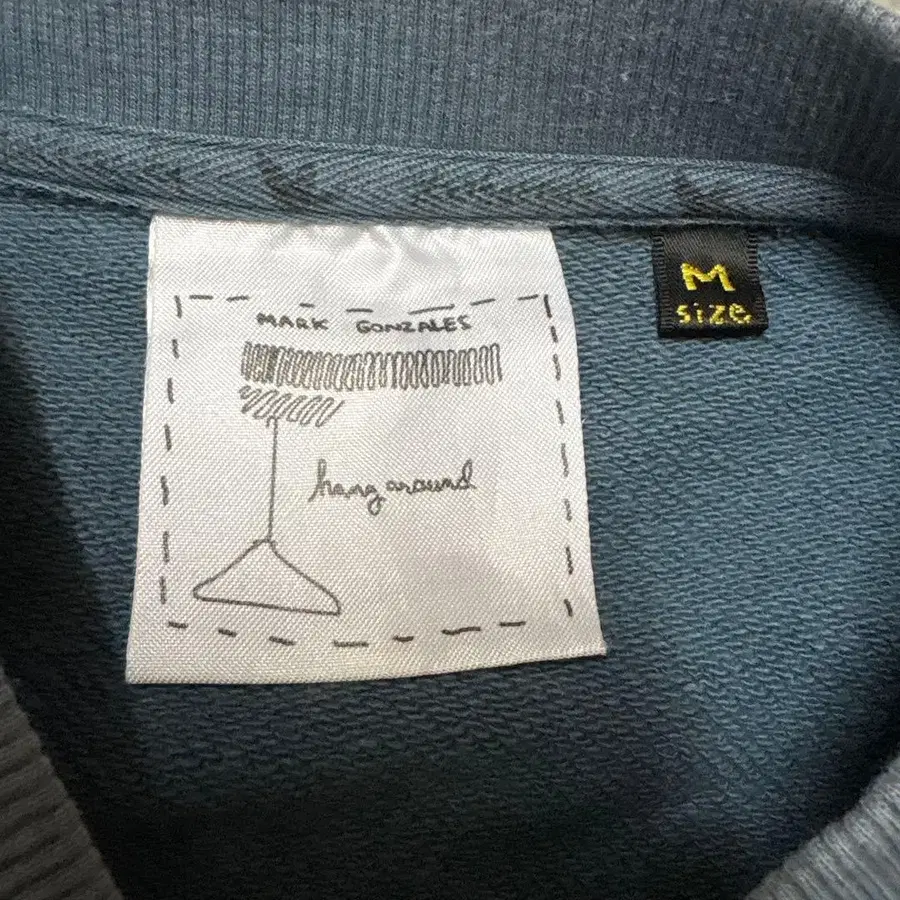 MARK GONZALES
hang around
M
size